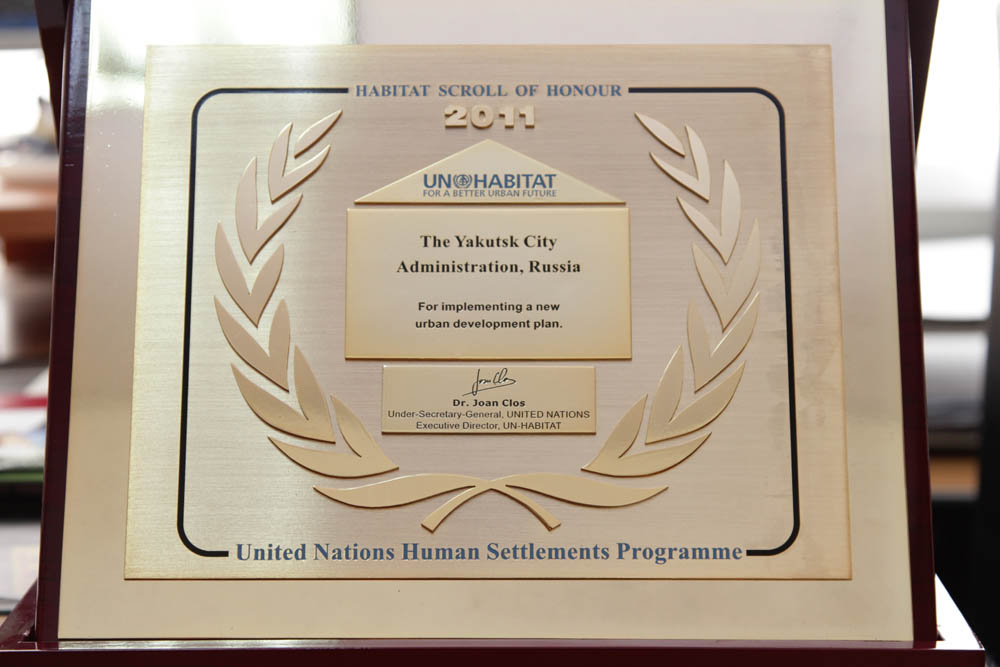 HABITAT SCROLL OF HONOUR
2011
UN HABITAT
FOR A BETTER URBAN FUTURE
The Yakutsk City
Administration, Russia
For implementing a new
urban development plan.
Joan Clos
Dr. Joan Clos
Under-Secretary-General, UNITED NATIONS
Executive Director, UN-HABITAT
United Nations Human Settlements Programme